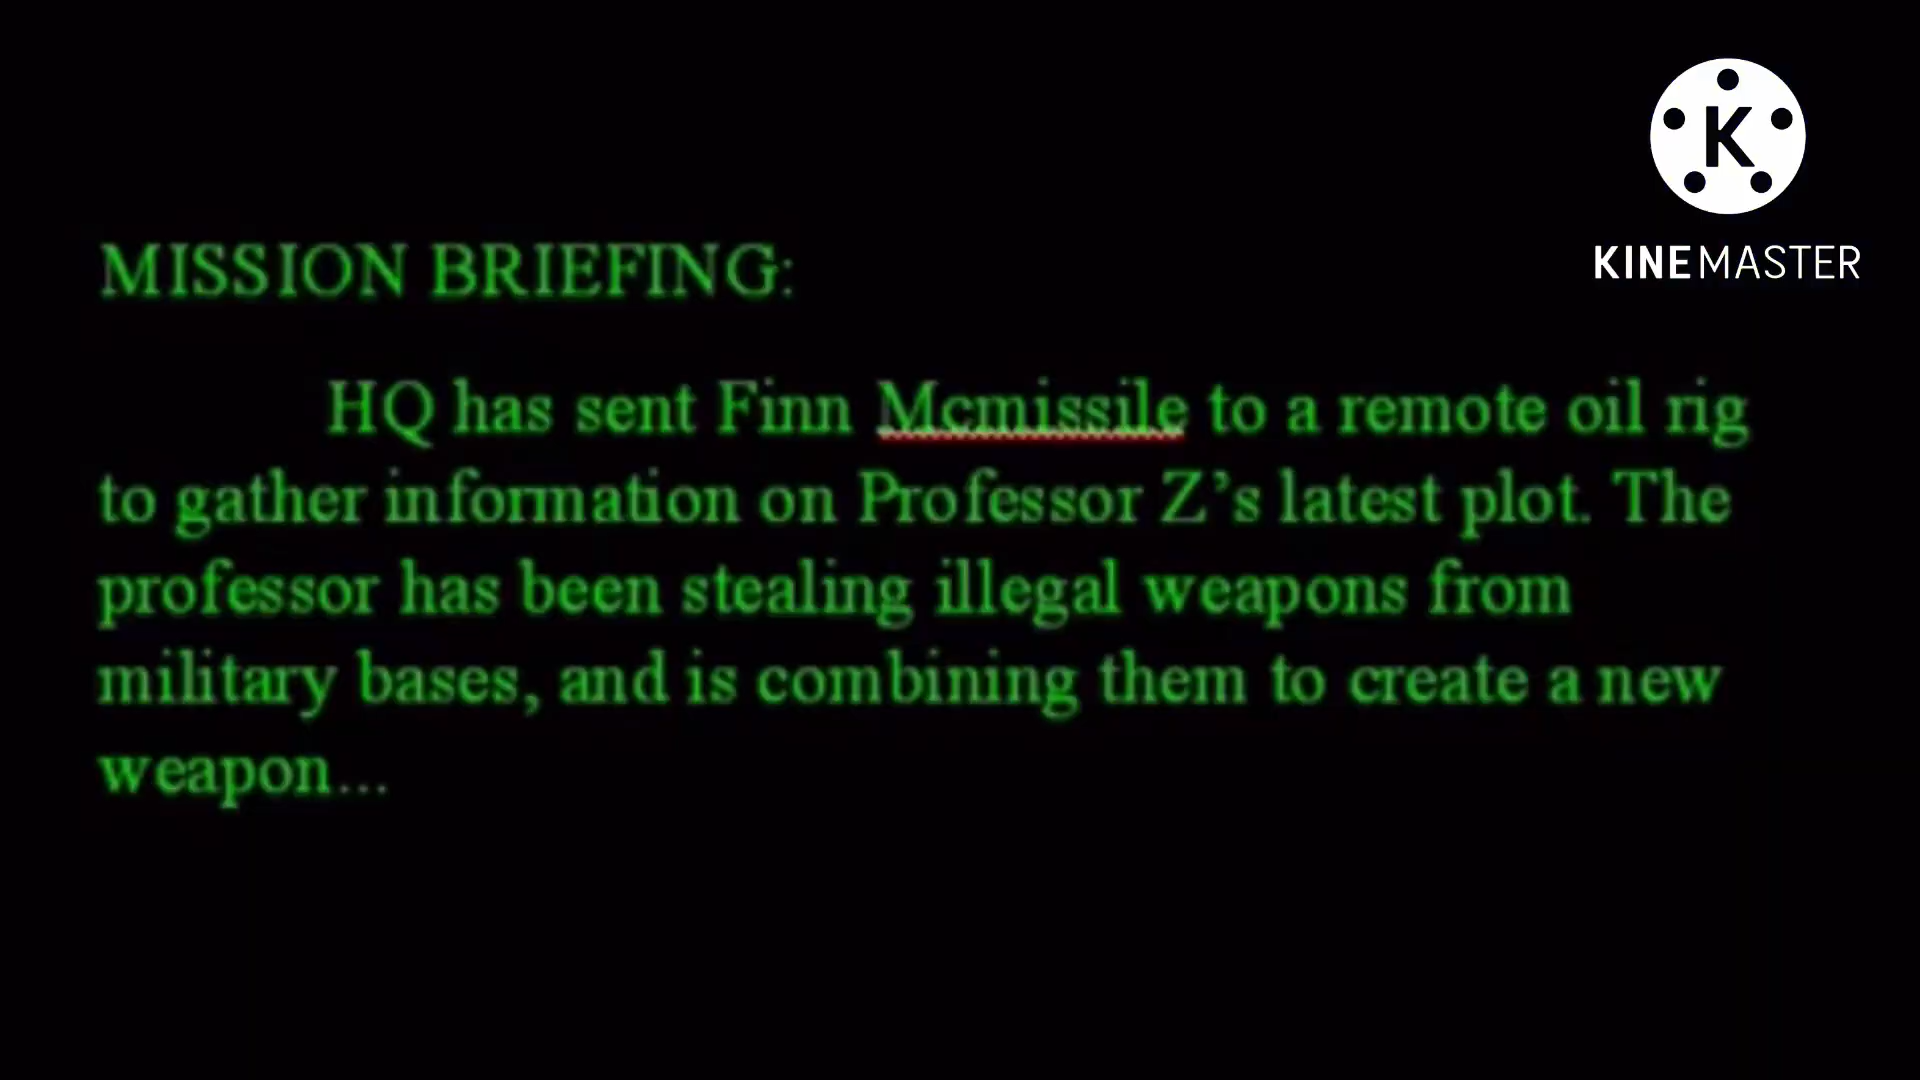 K
KINEMASTER
MISSION BRIEFING:
HQ has sent Finn Mcmissile to a remote oil rig
to gather information on Professor Z’s latest plot. The
professor has been stealing illegal weapons from
military bases, and is combining them to create a new
weapon…